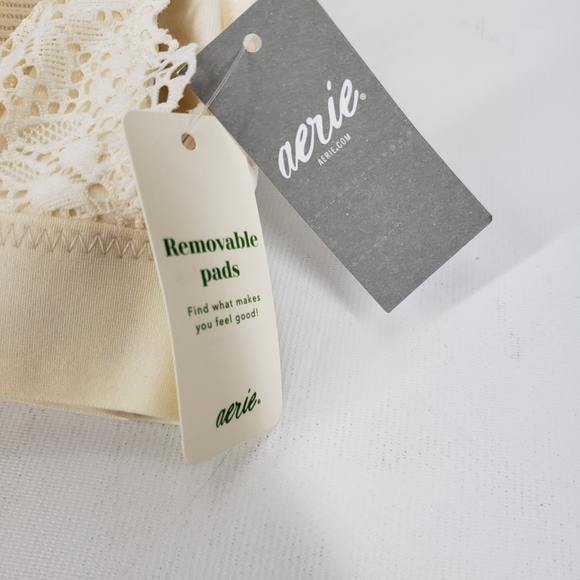 aerie®
AERIE.COM
Removable
pads
Find what makes
you feel good!
aerie®